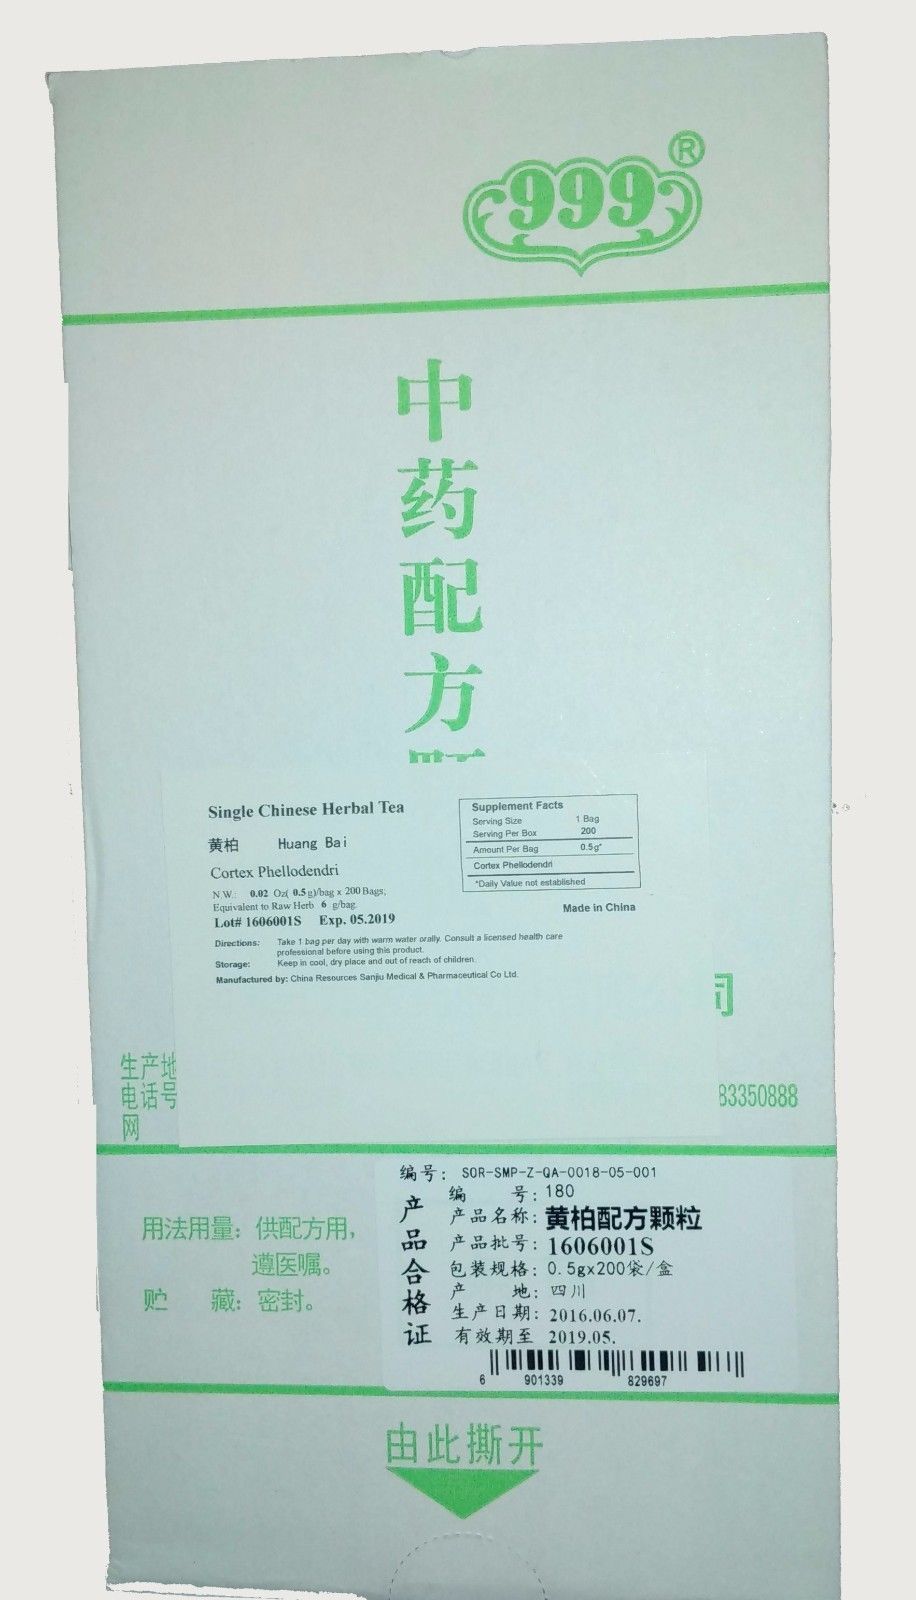 999®
中药配方
Single Chinese Herbal Tea
黄柏 Huang Bai
Cortex Phellodendri
N.W.: 0.02 Oz( 0.5 g)/bag x 200 Bags;
Equivalent to Raw Herb 6 g/bag.
Lot# 1606001S Exp. 05.2019
Directions: Take 1 bag per day with warm water orally. Consult a licensed health care
professional before using this product.
Storage: Keep in cool, dry place and out of reach of children.
Manufactured by: China Resources Sanjiu Medical & Pharmaceutical Co Ltd.
Supplement Facts
Serving Size 1 Bag
Serving Per Box 200
Amount Per Bag 0.5g*
Cortex Phellodendri
*Daily Value not established
Made in China
生产地
电话号 83350888
网
用法用量：供配方用，
遵医嘱。
贮 藏：密封。
编号: SOR-SMP-Z-QA-0018-05-001
产品合格证
编 号: 180
产品名称: 黄柏配方颗粒
产品批号: 1606001S
包装规格: 0.5gx200袋/盒
产 地: 四川
生产日期: 2016.06.07.
有效期至 2019.05.
6 901339 829697
由此撕开